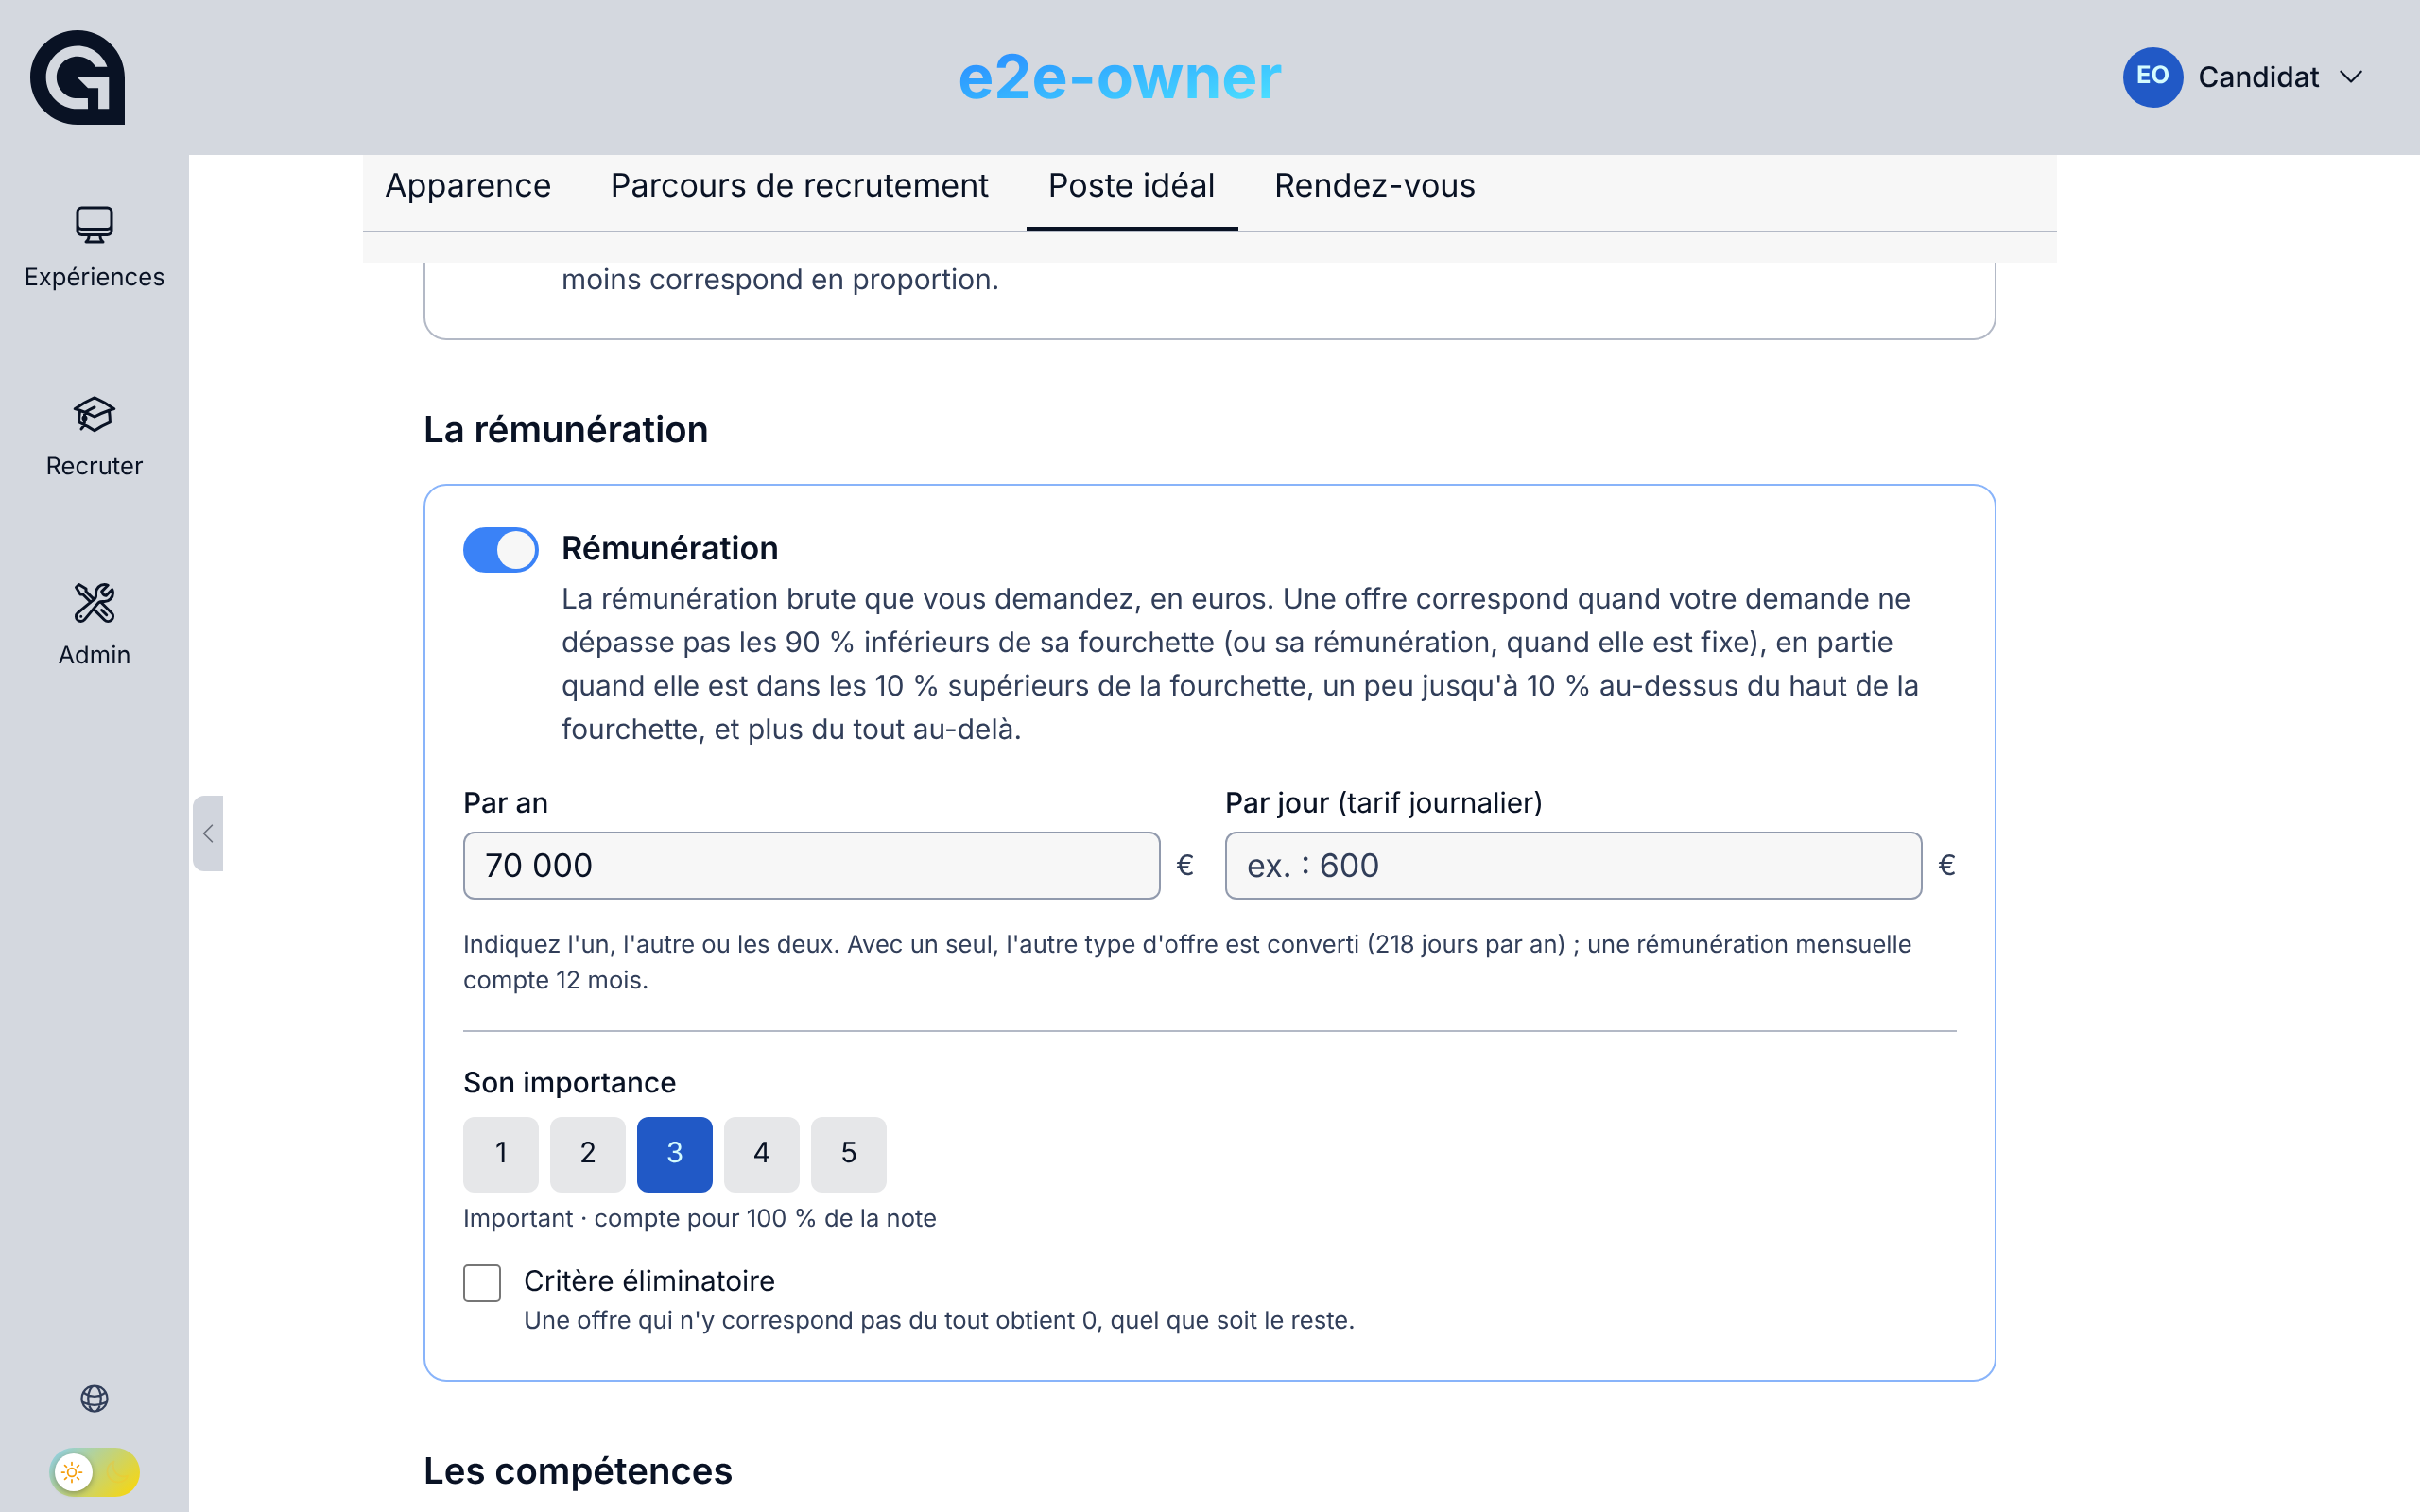 e2e-owner
EO Candidat
Expériences
Recruter
Admin
Apparence Parcours de recrutement Poste idéal Rendez-vous
moins correspond en proportion.
La rémunération
Rémunération
La rémunération brute que vous demandez, en euros. Une offre correspond quand votre demande ne
dépasse pas les 90 % inférieurs de sa fourchette (ou sa rémunération, quand elle est fixe), en partie
quand elle est dans les 10 % supérieurs de la fourchette, un peu jusqu'à 10 % au-dessus du haut de la
fourchette, et plus du tout au-delà.
Par an
70 000 €
Par jour (tarif journalier)
ex. : 600 €
Indiquez l'un, l'autre ou les deux. Avec un seul, l'autre type d'offre est converti (218 jours par an) ; une rémunération mensuelle
compte 12 mois.
Son importance
1 2 3 4 5
Important · compte pour 100 % de la note
Critère éliminatoire
Une offre qui n'y correspond pas du tout obtient 0, quel que soit le reste.
Les compétences